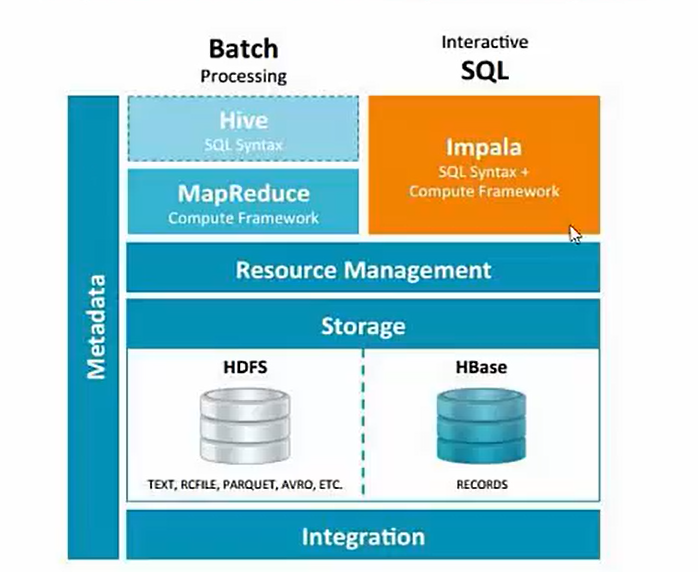 Batch
Processing
Interactive
SQL
Hive
SQL Syntax
MapReduce
Compute Framework
Impala
SQL Syntax +
Compute Framework
Metadata
Resource Management
Storage
HDFS
TEXT, RCFILE, PARQUET, AVRO, ETC.
HBase
RECORDS
Integration